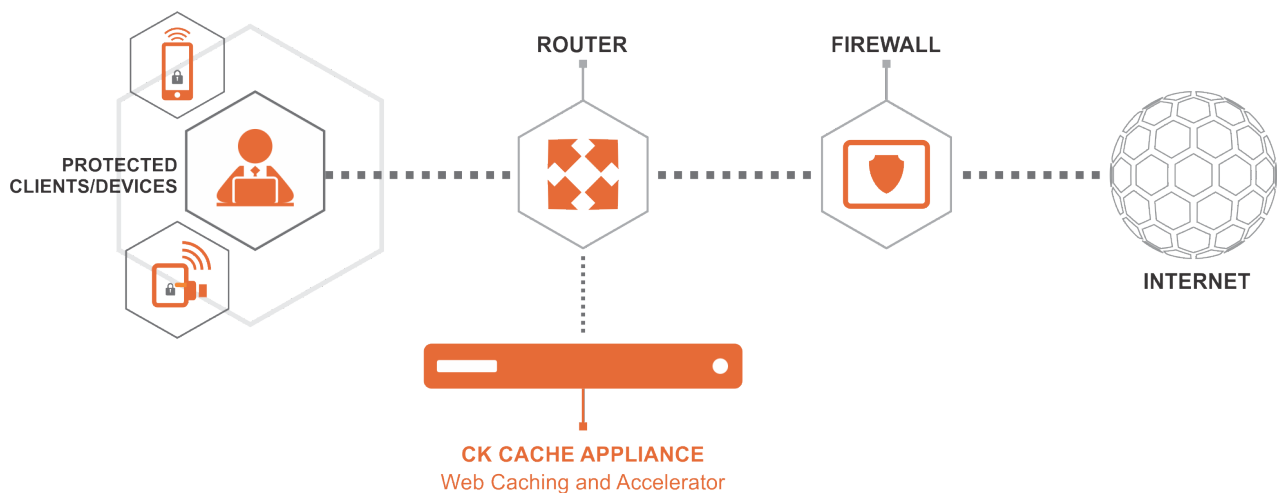 ROUTER
FIREWALL
PROTECTED
CLIENTS/DEVICES
INTERNET
CK CACHE APPLIANCE
Web Caching and Accelerator